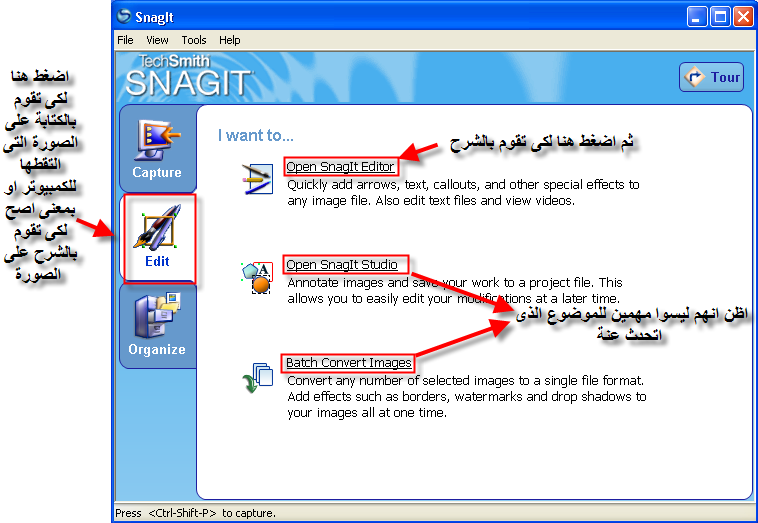 SnagIt
File View Tools Help
TechSmith
SNAGIT
Tour
اضغط هنا
لكى تقوم
بالكتابة على
الصورة التى
التقطها
للكمبيوتر او
بمعنى اصح
لكى تقوم
بالشرح على
الصورة
Capture
Edit
Organize
I want to...
ثم اضغط هنا لكى تقوم بالشرح
Open SnagIt Editor
Quickly add arrows, text, callouts, and other special effects to
any image file. Also edit text files and view videos.
Open SnagIt Studio
Annotate images and save your work to a project file. This
allows you to easily edit your modifications at a later time.
اظن انهم ليسوا مهمين للموضوع الذى
اتحدث عنة
Batch Convert Images
Convert any number of selected images to a single file format.
Add effects such as borders, watermarks and drop shadows to
your images all at one time.
Press <Ctrl-Shift-P> to capture.